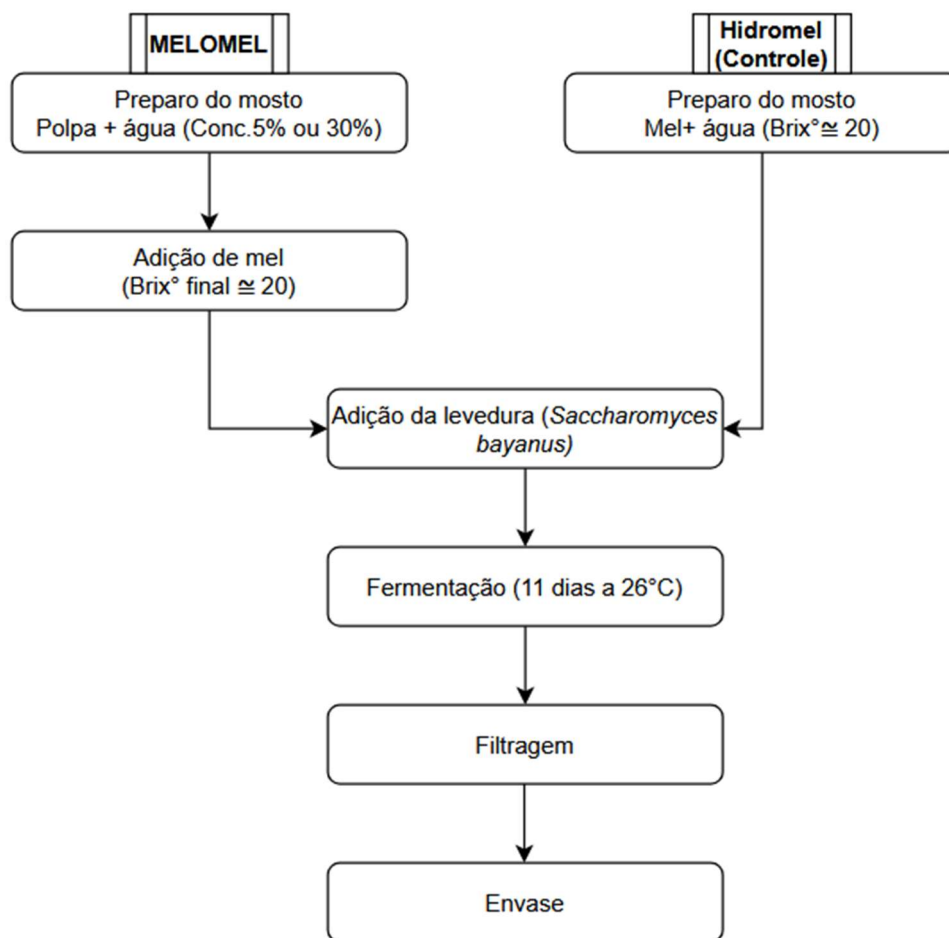 MELOMEL
Preparo do mosto
Polpa + água (Conc.5% ou 30%)
Adição de mel
(Brix° final ≅ 20)
Hidromel
(Controle)
Preparo do mosto
Mel+ água (Brix°≅ 20)
Adição da levedura (Saccharomyces
bayanus)
Fermentação (11 dias a 26°C)
Filtragem
Envase